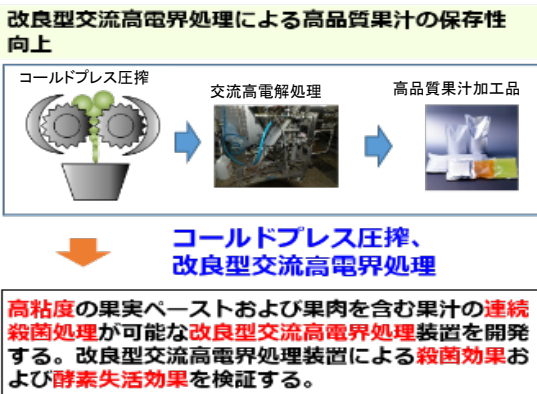 改良型交流高電界処理による高品質果汁の保存性
向上
コールドプレス圧搾
交流高電解処理
高品質果汁加工品
コールドプレス圧搾、
改良型交流高電界処理
高粘度の果実ペーストおよび果肉を含む果汁の連続
殺菌処理が可能な改良型交流高電界処理装置を開発
する。改良型交流高電界処理装置による殺菌効果お
よび酵素失活効果を検証する。